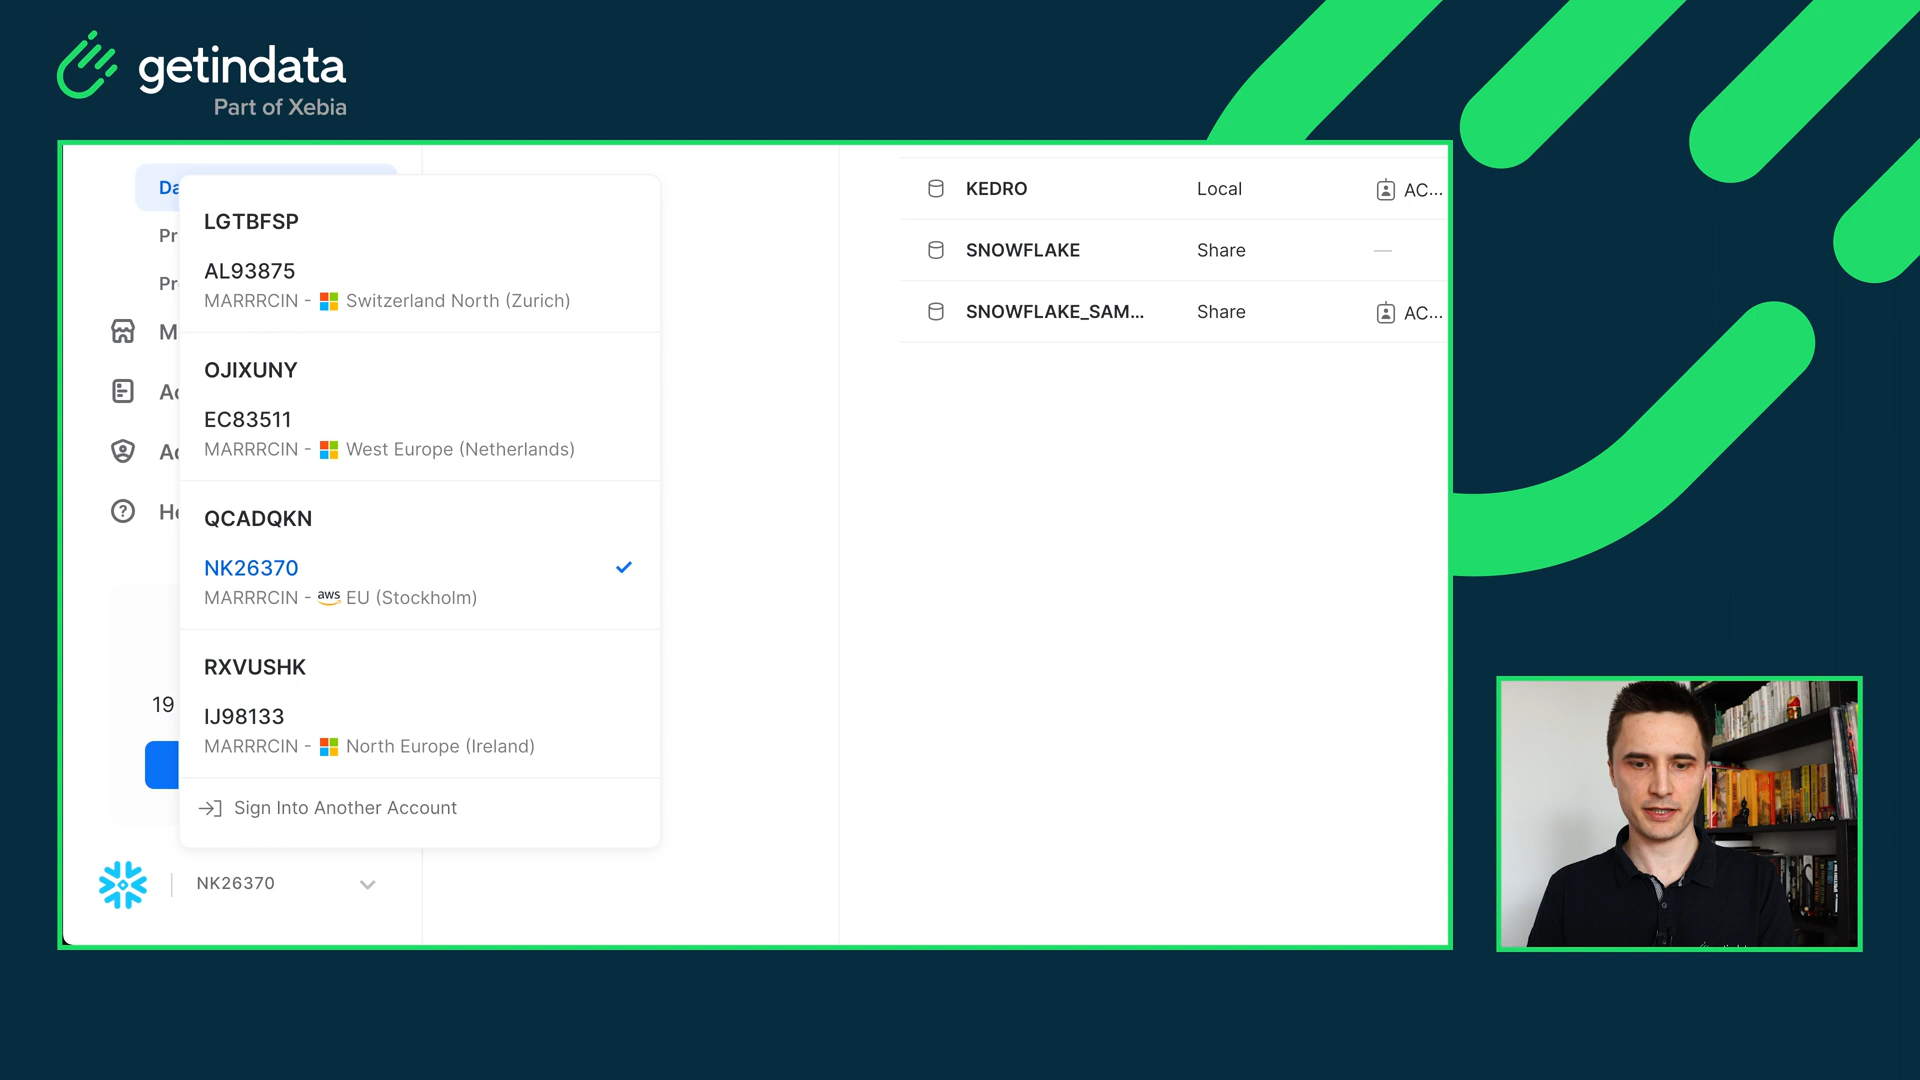 getindata
Part of Xebia
Da
Pr
Pr
M
Ac
Ac
He
19
LGTBFSP
AL93875
MARRRCIN - Switzerland North (Zurich)
OJIXUNY
EC83511
MARRRCIN - West Europe (Netherlands)
QCADQKN
NK26370
MARRRCIN - aws EU (Stockholm)
RXVUSHK
IJ98133
MARRRCIN - North Europe (Ireland)
Sign Into Another Account
NK26370
KEDRO Local AC...
SNOWFLAKE Share —
SNOWFLAKE_SAM... Share AC...